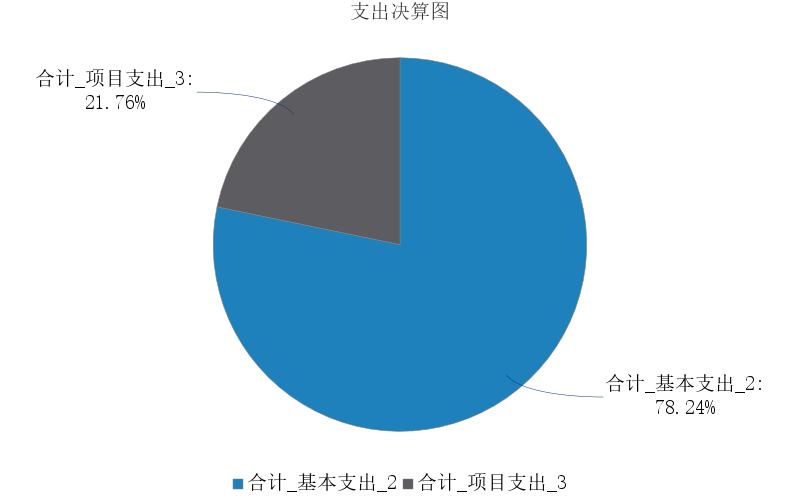 支出决算图
合计_项目支出_3:
21.76%
合计_基本支出_2:
78.24%
合计_基本支出_2 合计_项目支出_3